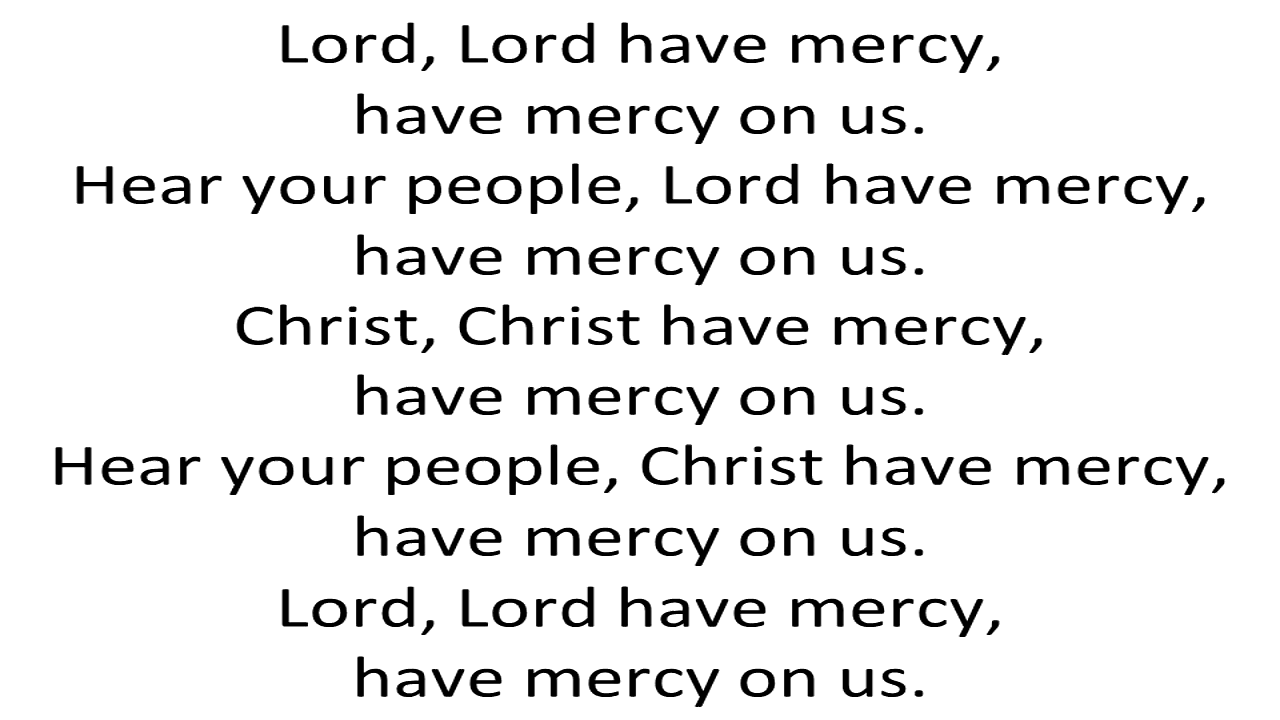 Lord, Lord have mercy,
have mercy on us.
Hear your people, Lord have mercy,
have mercy on us.
Christ, Christ have mercy,
have mercy on us.
Hear your people, Christ have mercy,
have mercy on us.
Lord, Lord have mercy,
have mercy on us.